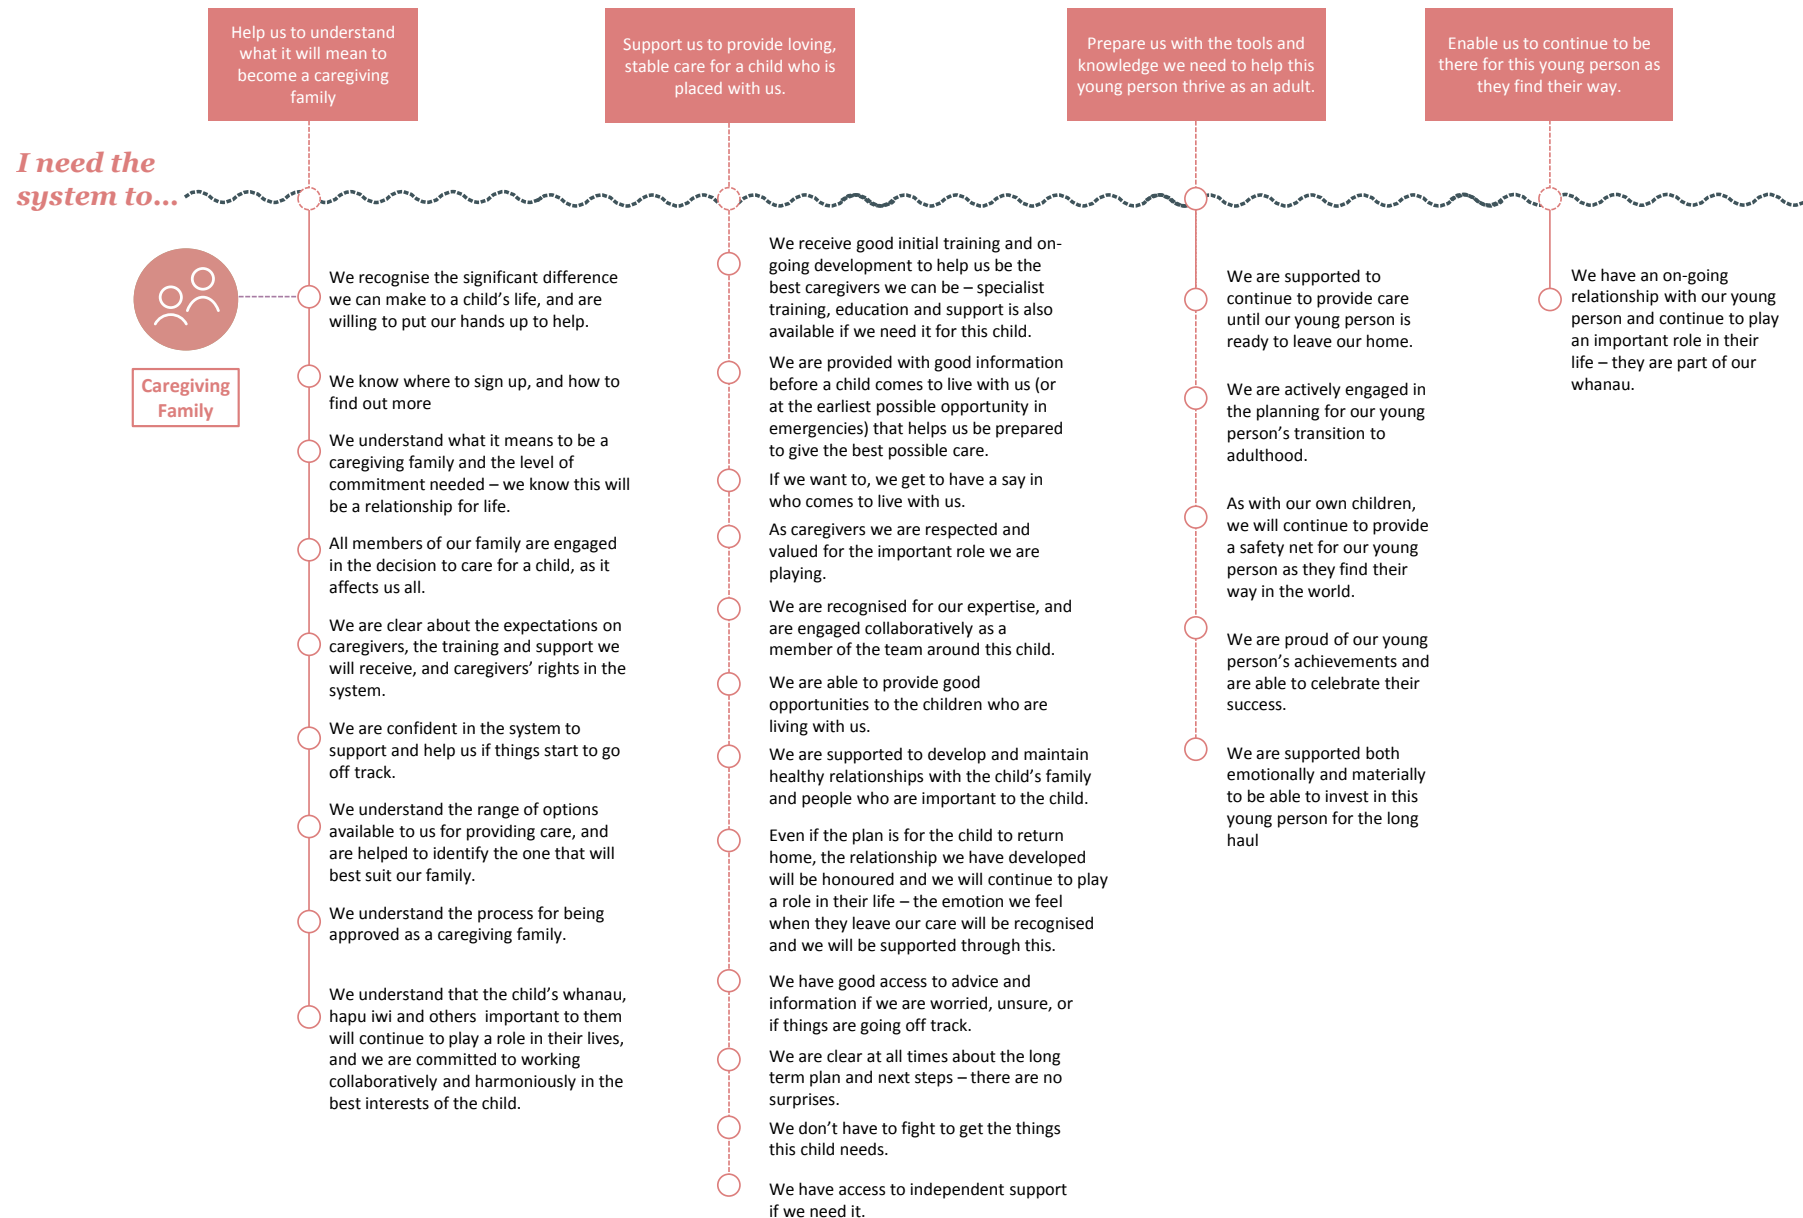 Help us to understand
what it will mean to
become a caregiving
family
Support us to provide loving,
stable care for a child who is
placed with us.
Prepare us with the tools and
knowledge we need to help this
young person thrive as an adult.
Enable us to continue to be
there for this young person as
they find their way.
I need the
system to...
Caregiving
Family
We recognise the significant difference
we can make to a child’s life, and are
willing to put our hands up to help.
We know where to sign up, and how to
find out more
We understand what it means to be a
caregiving family and the level of
commitment needed – we know this will
be a relationship for life.
All members of our family are engaged
in the decision to care for a child, as it
affects us all.
We are clear about the expectations on
caregivers, the training and support we
will receive, and caregivers’ rights in the
system.
We are confident in the system to
support and help us if things start to go
off track.
We understand the range of options
available to us for providing care, and
are helped to identify the one that will
best suit our family.
We understand the process for being
approved as a caregiving family.
We understand that the child’s whanau,
hapu iwi and others  important to them
will continue to play a role in their lives,
and we are committed to working
collaboratively and harmoniously in the
best interests of the child.
We receive good initial training and on-
going development to help us be the
best caregivers we can be – specialist
training, education and support is also
available if we need it for this child.
We are provided with good information
before a child comes to live with us (or
at the earliest possible opportunity in
emergencies) that helps us be prepared
to give the best possible care.
If we want to, we get to have a say in
who comes to live with us.
As caregivers we are respected and
valued for the important role we are
playing.
We are recognised for our expertise, and
are engaged collaboratively as a
member of the team around this child.
We are able to provide good
opportunities to the children who are
living with us.
We are supported to develop and maintain
healthy relationships with the child’s family
and people who are important to the child.
Even if the plan is for the child to return
home, the relationship we have developed
will be honoured and we will continue to play
a role in their life – the emotion we feel
when they leave our care will be recognised
and we will be supported through this.
We have good access to advice and
information if we are worried, unsure, or
if things are going off track.
We are clear at all times about the long
term plan and next steps – there are no
surprises.
We don’t have to fight to get the things
this child needs.
We have access to independent support
if we need it.
We are supported to
continue to provide care
until our young person is
ready to leave our home.
We are actively engaged in
the planning for our young
person’s transition to
adulthood.
As with our own children,
we will continue to provide
a safety net for our young
person as they find their
way in the world.
We are proud of our young
person’s achievements and
are able to celebrate their
success.
We are supported both
emotionally and materially
to be able to invest in this
young person for the long
haul
We have an on-going
relationship with our young
person and continue to play
an important role in their
life – they are part of our
whanau.